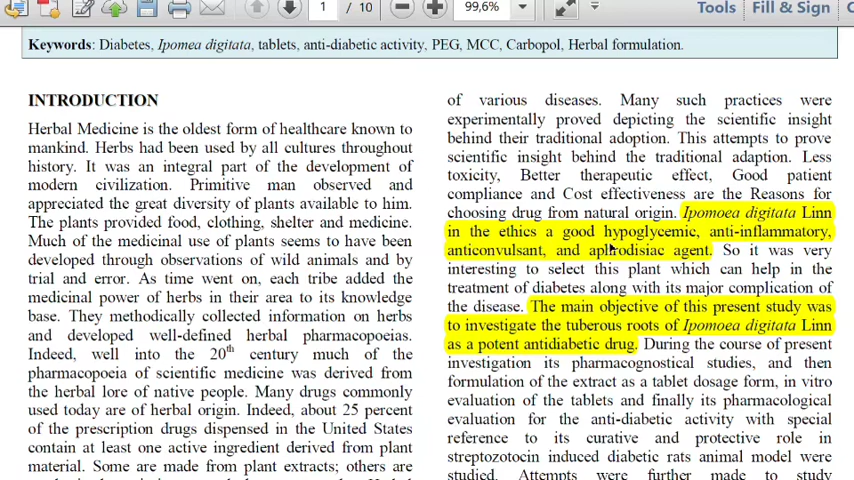 1 / 10 99,6% Tools Fill & Sign
Keywords: Diabetes, Ipomea digitata, tablets, anti-diabetic activity, PEG, MCC, Carbopol, Herbal formulation.
INTRODUCTION
Herbal Medicine is the oldest form of healthcare known to
mankind. Herbs had been used by all cultures throughout
history. It was an integral part of the development of
modern civilization. Primitive man observed and
appreciated the great diversity of plants available to him.
The plants provided food, clothing, shelter and medicine.
Much of the medicinal use of plants seems to have been
developed through observations of wild animals and by
trial and error. As time went on, each tribe added the
medicinal power of herbs in their area to its knowledge
base. They methodically collected information on herbs
and developed well-defined herbal pharmacopoeias.
Indeed, well into the 20th century much of the
pharmacopoeia of scientific medicine was derived from
the herbal lore of native people. Many drugs commonly
used today are of herbal origin. Indeed, about 25 percent
of the prescription drugs dispensed in the United States
contain at least one active ingredient derived from plant
material. Some are made from plant extracts; others are
of various diseases. Many such practices were
experimentally proved depicting the scientific insight
behind their traditional adoption. This attempts to prove
scientific insight behind the traditional adaption. Less
toxicity, Better therapeutic effect, Good patient
compliance and Cost effectiveness are the Reasons for
choosing drug from natural origin. Ipomoea digitata Linn
in the ethics a good hypoglycemic, anti-inflammatory,
anticonvulsant, and aphrodisiac agent. So it was very
interesting to select this plant which can help in the
treatment of diabetes along with its major complication of
the disease. The main objective of this present study was
to investigate the tuberous roots of Ipomoea digitata Linn
as a potent antidiabetic drug. During the course of present
investigation its pharmacognostical studies, and then
formulation of the extract as a tablet dosage form, in vitro
evaluation of the tablets and finally its pharmacological
evaluation for the anti-diabetic activity with special
reference to its curative and protective role in
streptozotocin induced diabetic rats animal model were
studied. Attempts were further made to study